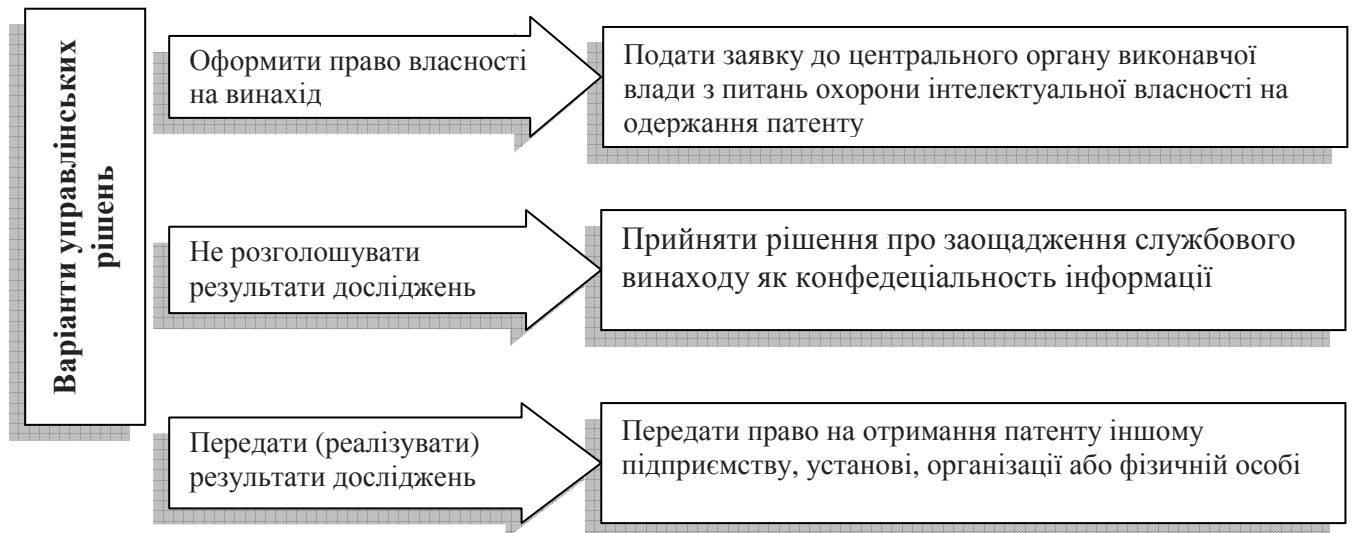 Варіанти управлінських
рішень
Оформити право власності
на винахід
Подати заявку до центрального органу виконавчої
влади з питань охорони інтелектуальної власності на
одержання патенту
Не розголошувати
результати досліджень
Прийняти рішення про заощадження службового
винаходу як конфедеціальность інформації
Передати (реалізувати)
результати досліджень
Передати право на отримання патенту іншому
підприємству, установі, організації або фізичній особі